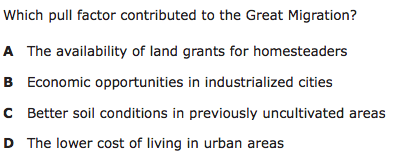 Which pull factor contributed to the Great Migration?
A The availability of land grants for homesteaders
B Economic opportunities in industrialized cities
C Better soil conditions in previously uncultivated areas
D The lower cost of living in urban areas